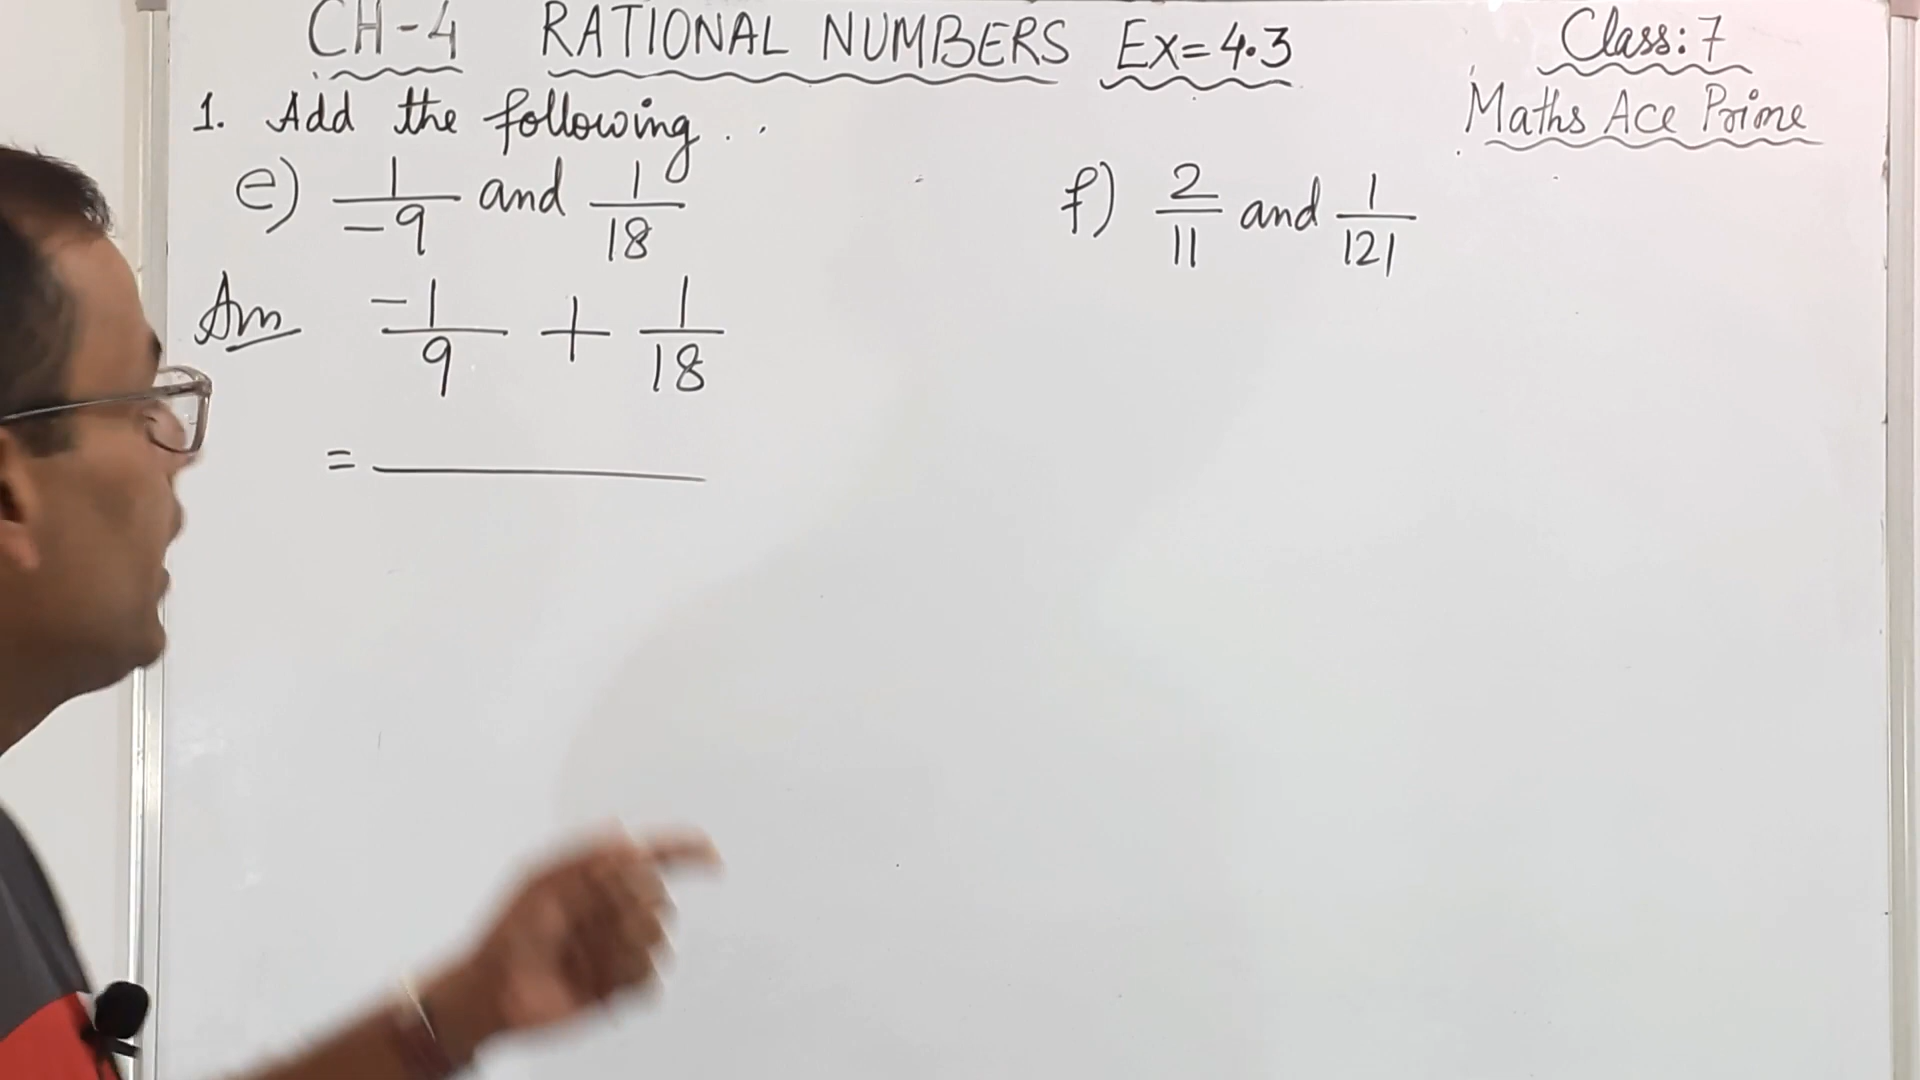 CH-4 RATIONAL NUMBERS Ex=4.3 Class:7
Maths Ace Prime
1. Add the following..
e) 1/-9 and 1/18 f) 2/11 and 1/121
Ans -1/9 + 1/18
=